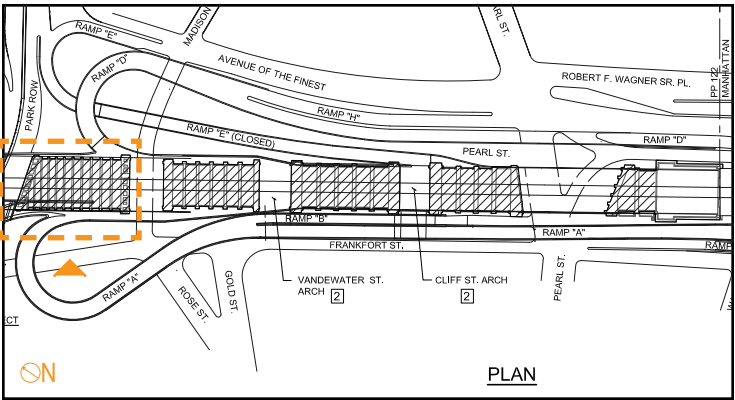 RAMP "E"
MADISON
PEARL ST.
AVENUE OF THE FINEST
RAMP "D"
ROBERT F. WAGNER SR. PL.
PP 122
MANHATTAN
PARK ROW
RAMP "H"
RAMP "E" (CLOSED)
PEARL ST.
RAMP "D"
RAMP "B"
RAMP "A"
FRANKFORT ST.
RAMP
RAMP "A"
ROSE ST.
GOLD ST.
VANDEWATER ST.
ARCH 2
CLIFF ST. ARCH
2
PEARL ST.
ECT
N
PLAN